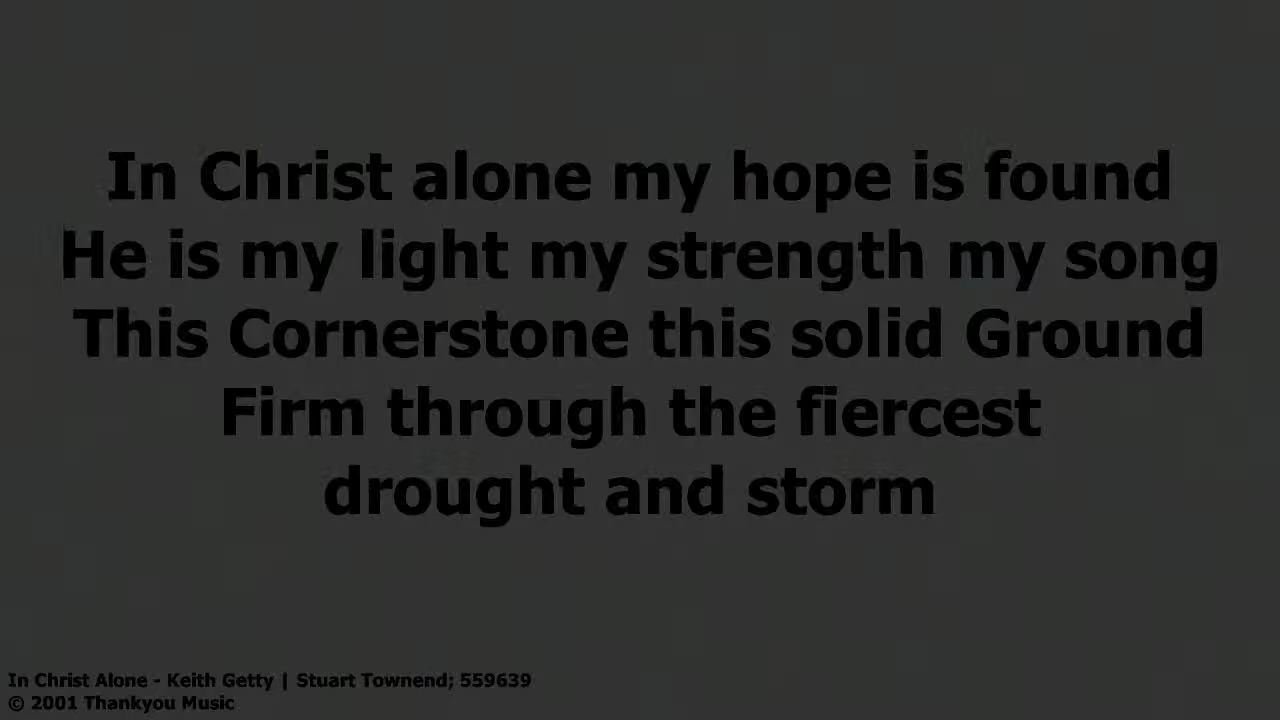 In Christ alone my hope is found
He is my light my strength my song
This Cornerstone this solid Ground
Firm through the fiercest
drought and storm
In Christ Alone - Keith Getty | Stuart Townend; 559639
© 2001 Thankyou Music